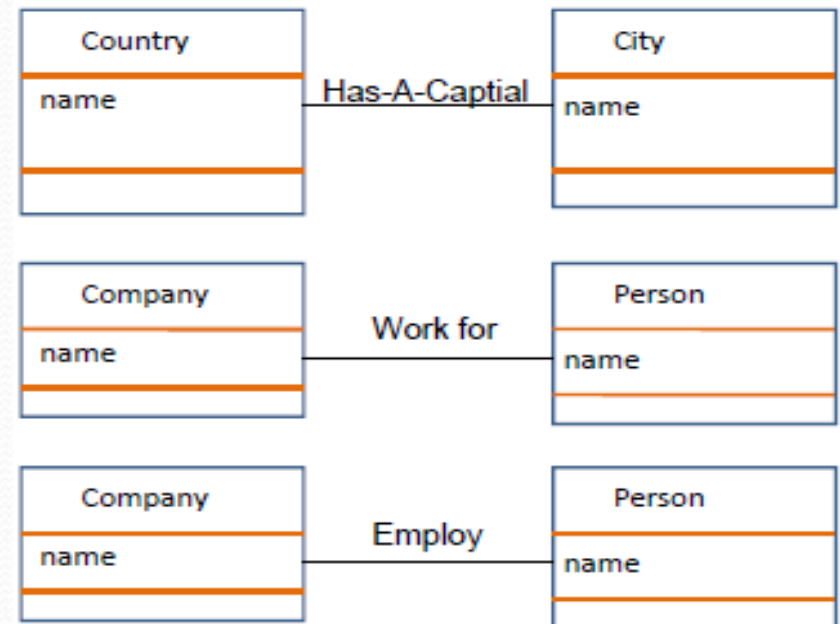 Country
City
name
Has-A-Captial
name
Company
Person
Work for
name
name
Company
Person
Employ
name
name